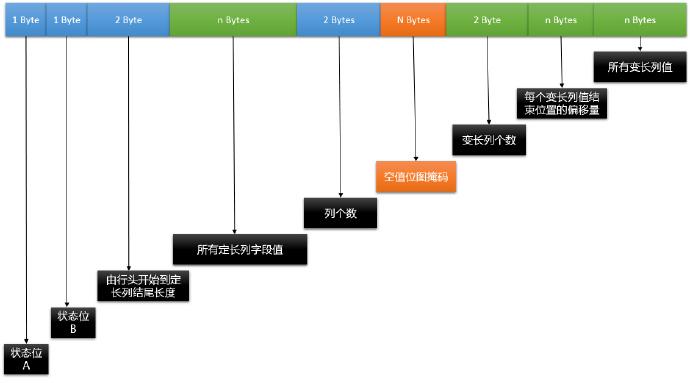 1 Byte
1 Byte
2 Byte
n Bytes
2 Bytes
N Bytes
2 Byte
n Bytes
n Bytes
所有变长列值
每个变长列值结
束位置的偏移量
变长列个数
空值位图掩码
列个数
所有定长列字段值
由行头开始到定
长列结尾长度
状态位
B
状态位
A